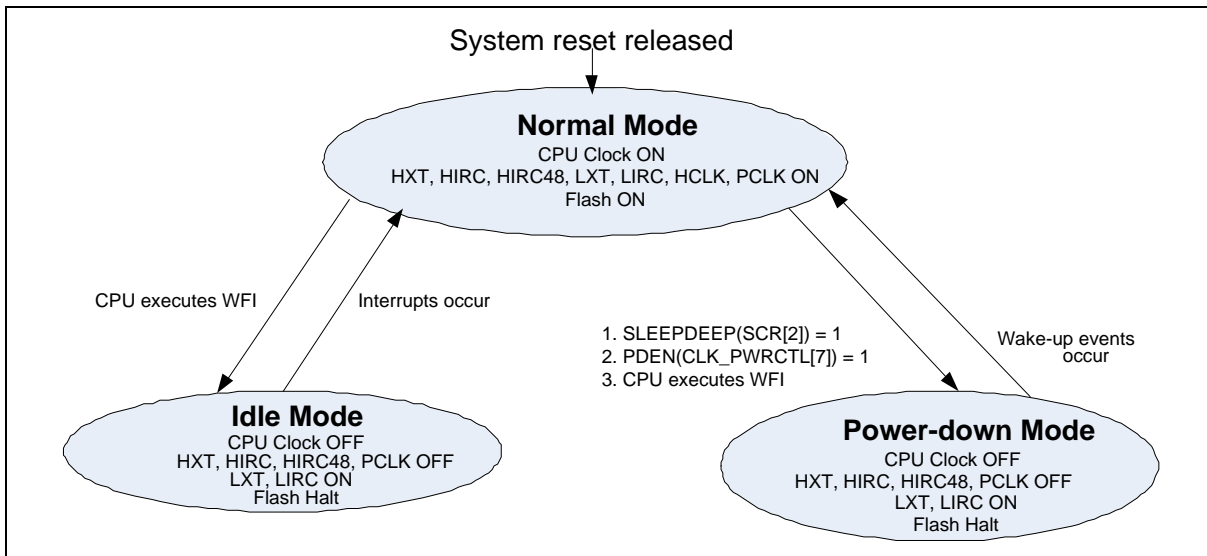 System reset released
Normal Mode
CPU Clock ON
HXT, HIRC, HIRC48, LXT, LIRC, HCLK, PCLK ON
Flash ON
CPU executes WFI
Interrupts occur
1. SLEEPDEEP(SCR[2]) = 1
2. PDEN(CLK_PWRCTL[7]) = 1
3. CPU executes WFI
Wake-up events
occur
Idle Mode
CPU Clock OFF
HXT, HIRC, HIRC48, PCLK OFF
LXT, LIRC ON
Flash Halt
Power-down Mode
CPU Clock OFF
HXT, HIRC, HIRC48, PCLK OFF
LXT, LIRC ON
Flash Halt